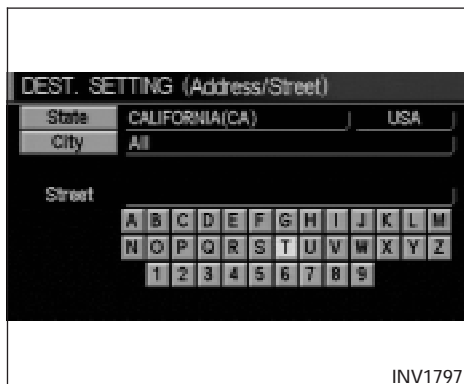 DEST. SETTING (Address/Street)
State CALIFORNIA(CA) USA
City All
Street
A B C D E F G H I J K L M
N O P Q R S T U V W X Y Z
1 2 3 4 5 6 7 8 9
INV1797